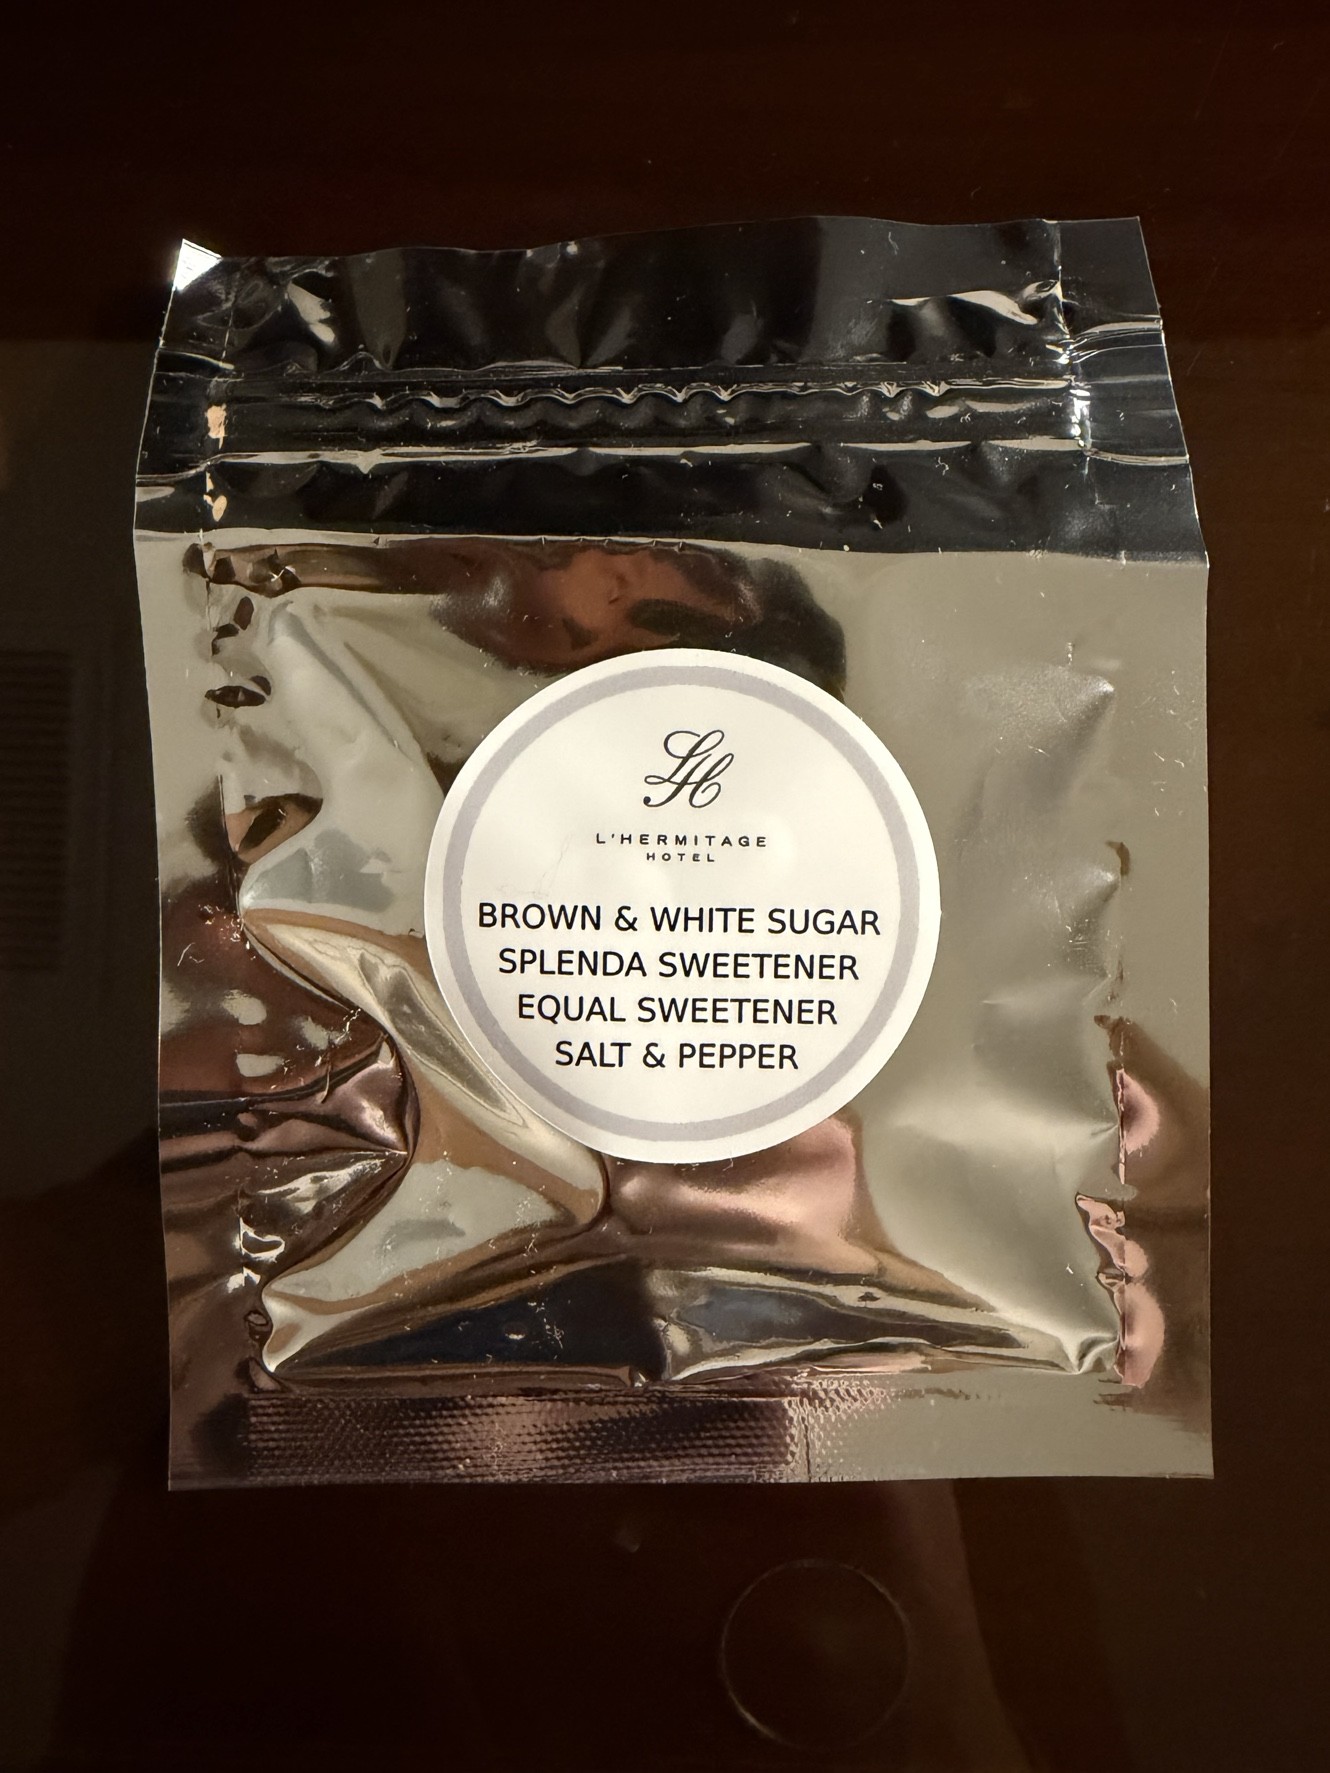 LH
L'HERMITAGE
HOTEL
BROWN & WHITE SUGAR
SPLENDA SWEETENER
EQUAL SWEETENER
SALT & PEPPER